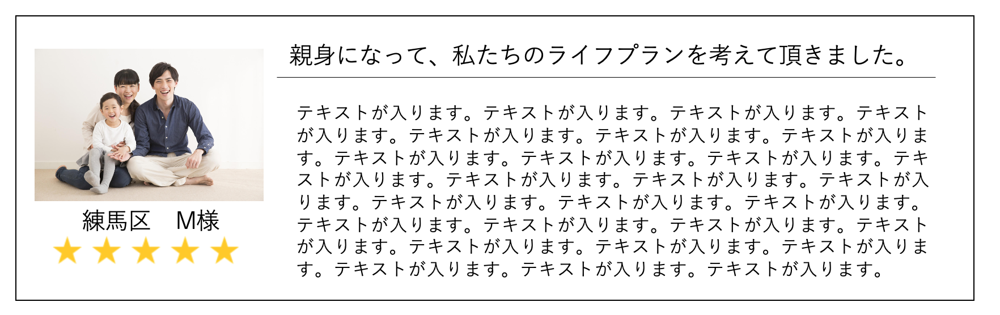 親身になって、私たちのライフプランを考えて頂きました。
テキストが入ります。テキストが入ります。テキストが入ります。テキスト
が入ります。テキストが入ります。テキストが入ります。テキストが入りま
す。テキストが入ります。テキストが入ります。テキストが入ります。テキ
ストが入ります。テキストが入ります。テキストが入ります。テキストが入
ります。テキストが入ります。テキストが入ります。テキストが入ります。
テキストが入ります。テキストが入ります。テキストが入ります。テキスト
が入ります。テキストが入ります。テキストが入ります。テキストが入りま
す。テキストが入ります。テキストが入ります。テキストが入ります。
練馬区　M様